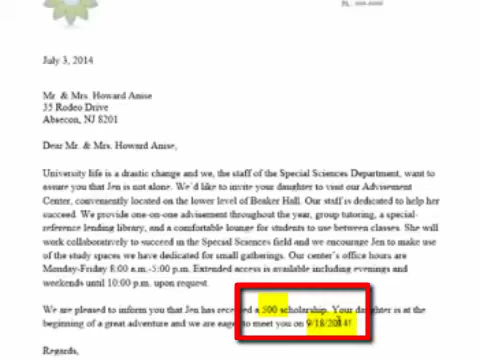 July 3, 2014
Mr. & Mrs. Howard Anise
35 Rodeo Drive
Absecon, NJ 8201
Dear Mr. & Mrs. Howard Anise,
University life is a drastic change and we, the staff of the Special Sciences Department, want to
assure you that Jen is not alone. We'd like to invite your daughter to visit our Advisement
Center, conveniently located on the lower level of Beaker Hall. Our staff is dedicated to help her
succeed. We provide one-on-one advisement throughout the year, group tutoring, a special-
reference lending library, and a comfortable lounge for students to use between classes. She will
work collaboratively to succeed in the Special Sciences field and we encourage Jen to make use
of the study spaces we have dedicated for small gatherings. Our center's office hours are
Monday-Friday 8:00 a.m.-5:00 p.m. Extended access is available including evenings and
weekends until 10:00 p.m. upon request.
We are pleased to inform you that Jen has received a 500 scholarship. Your daughter is at the
beginning of a great adventure and we are eager to meet you on 9/18/2014!
Regards,